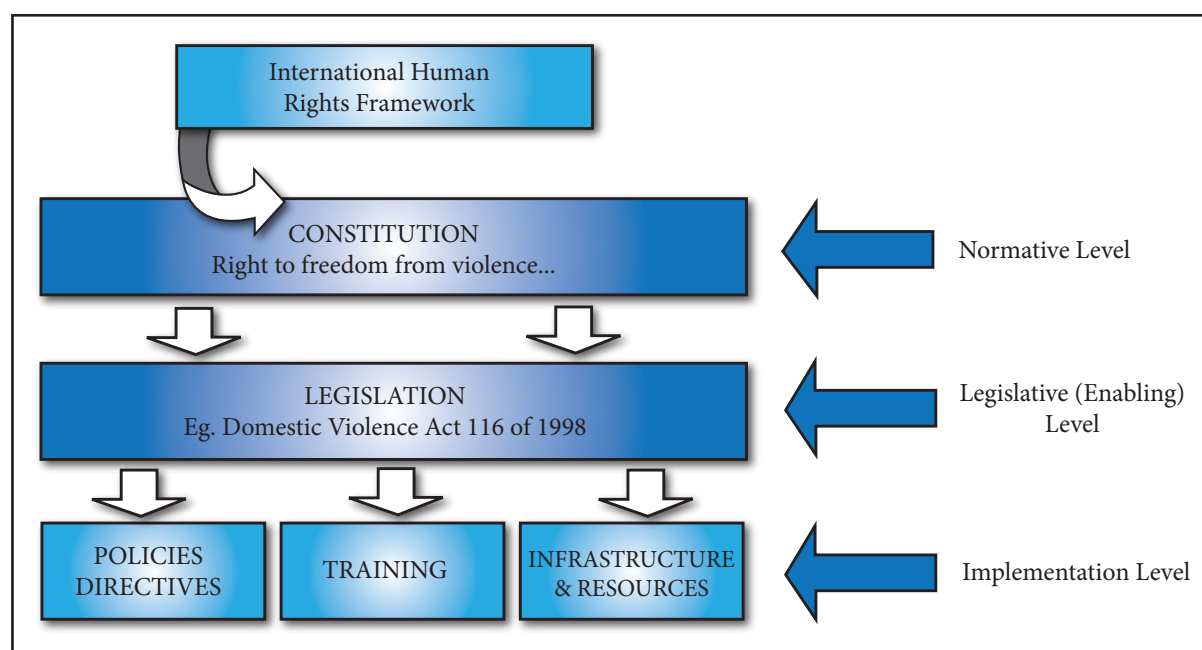 International Human
Rights Framework
CONSTITUTION
Right to freedom from violence...
Normative Level
LEGISLATION
Eg. Domestic Violence Act 116 of 1998
Legislative (Enabling)
Level
POLICIES
DIRECTIVES
TRAINING
INFRASTRUCTURE
& RESOURCES
Implementation Level